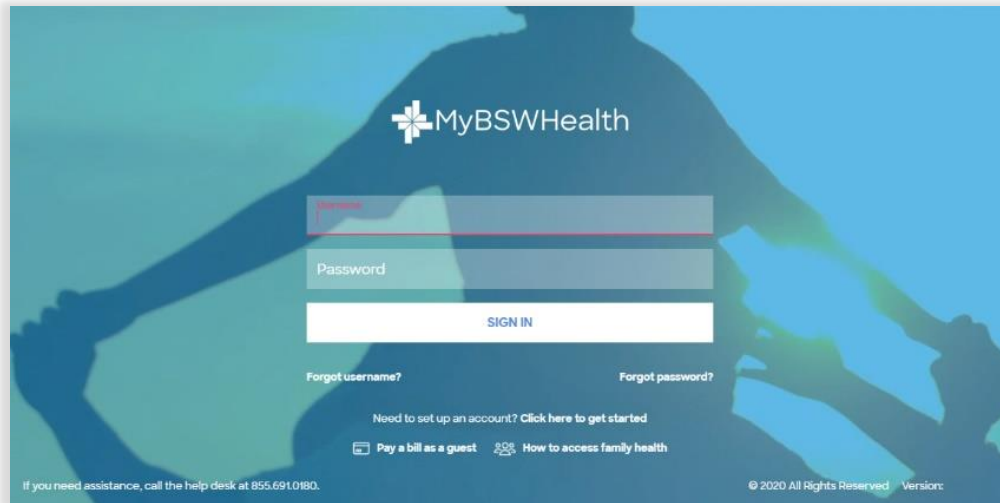 MyBSWHealth
Username
Password
SIGN IN
Forgot username? Forgot password?
Need to set up an account? Click here to get started
Pay a bill as a guest How to access family health
If you need assistance, call the help desk at 855.691.0180. © 2020 All Rights Reserved Version: